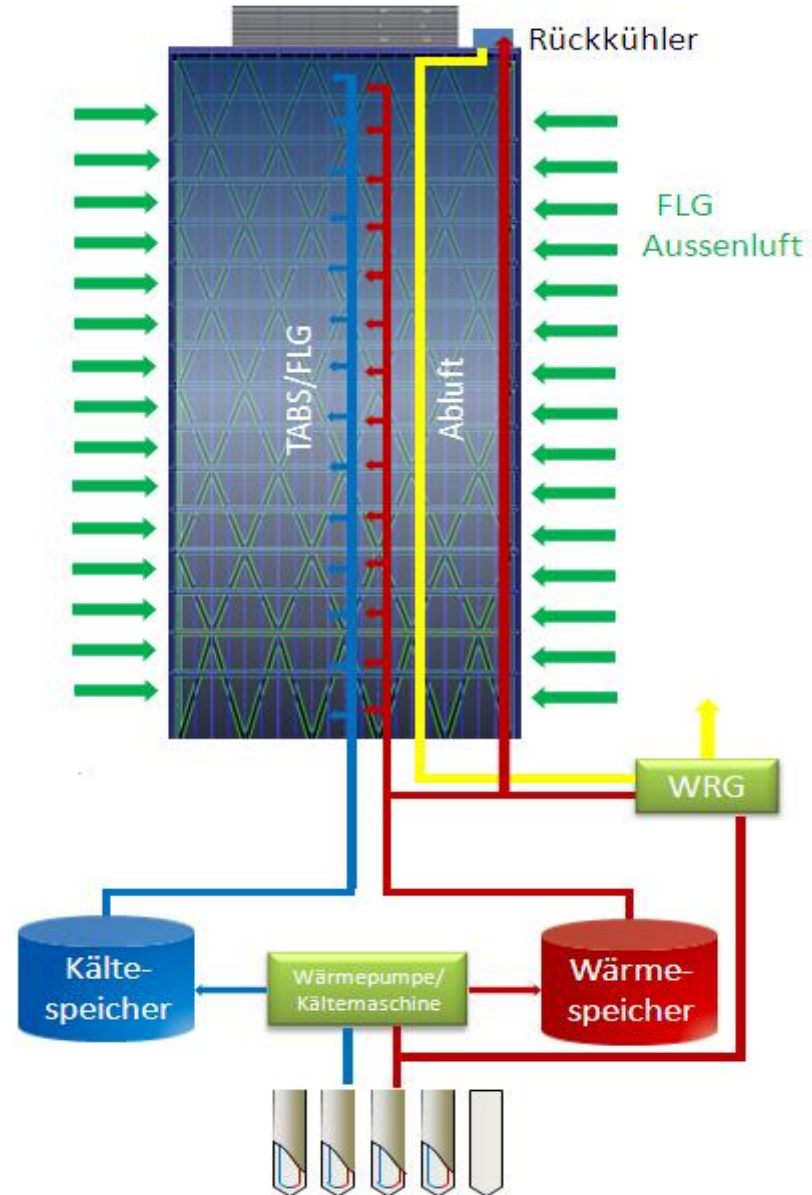 Rückkühler
FLG
Aussenluft
TABS/FLG
Abluft
WRG
Kälte-
speicher
Wärmepumpe/
Kältemaschine
Wärme-
speicher